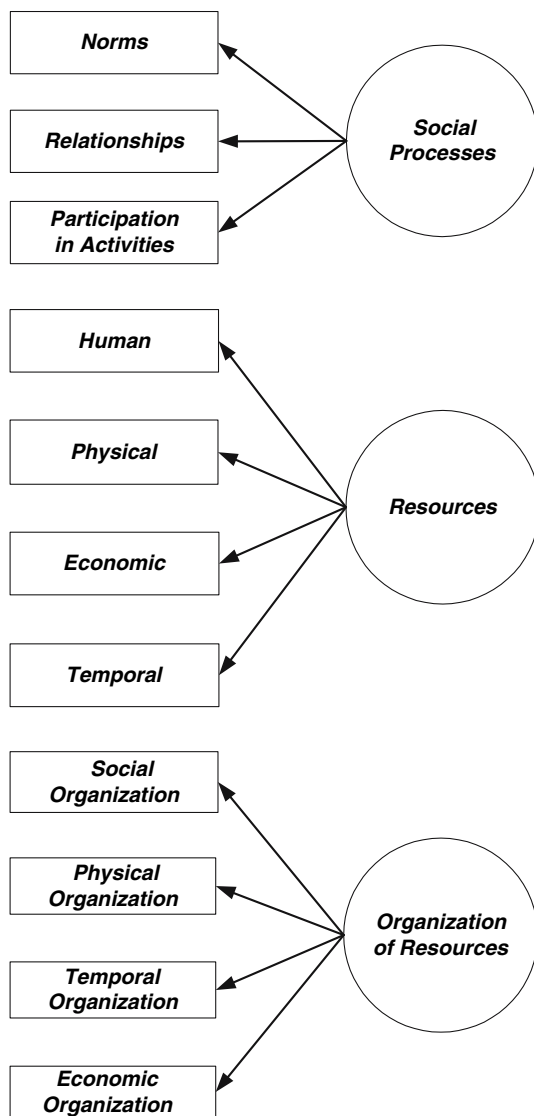 Norms
Relationships
Participation
in Activities
Social
Processes
Human
Physical
Economic
Temporal
Resources
Social
Organization
Physical
Organization
Temporal
Organization
Economic
Organization
Organization
of Resources